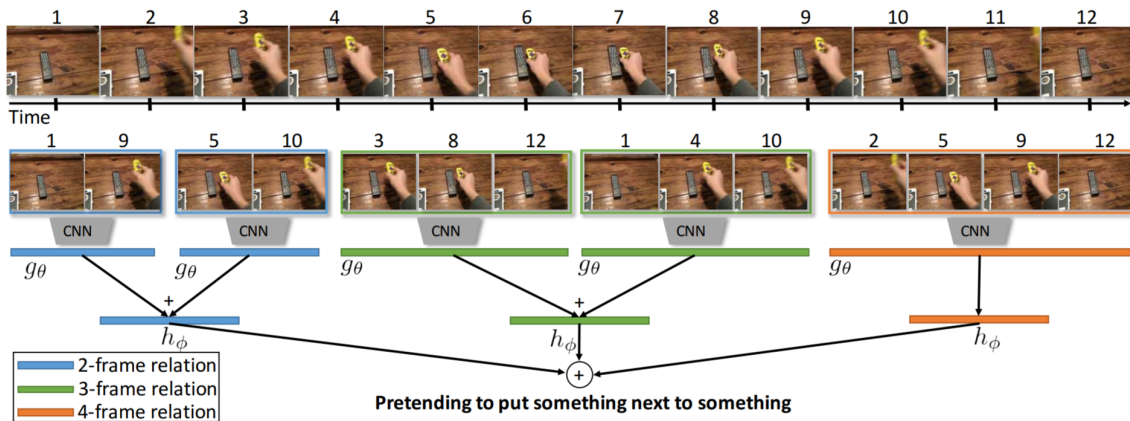 1 2 3 4 5 6 7 8 9 10 11 12
Time
1 9 5 10 3 8 12 1 4 10 2 5 9 12
CNN CNN CNN CNN CNN
gθ gθ gθ gθ gθ
+ +
hϕ hϕ hϕ
+
2-frame relation
3-frame relation
4-frame relation
Pretending to put something next to something